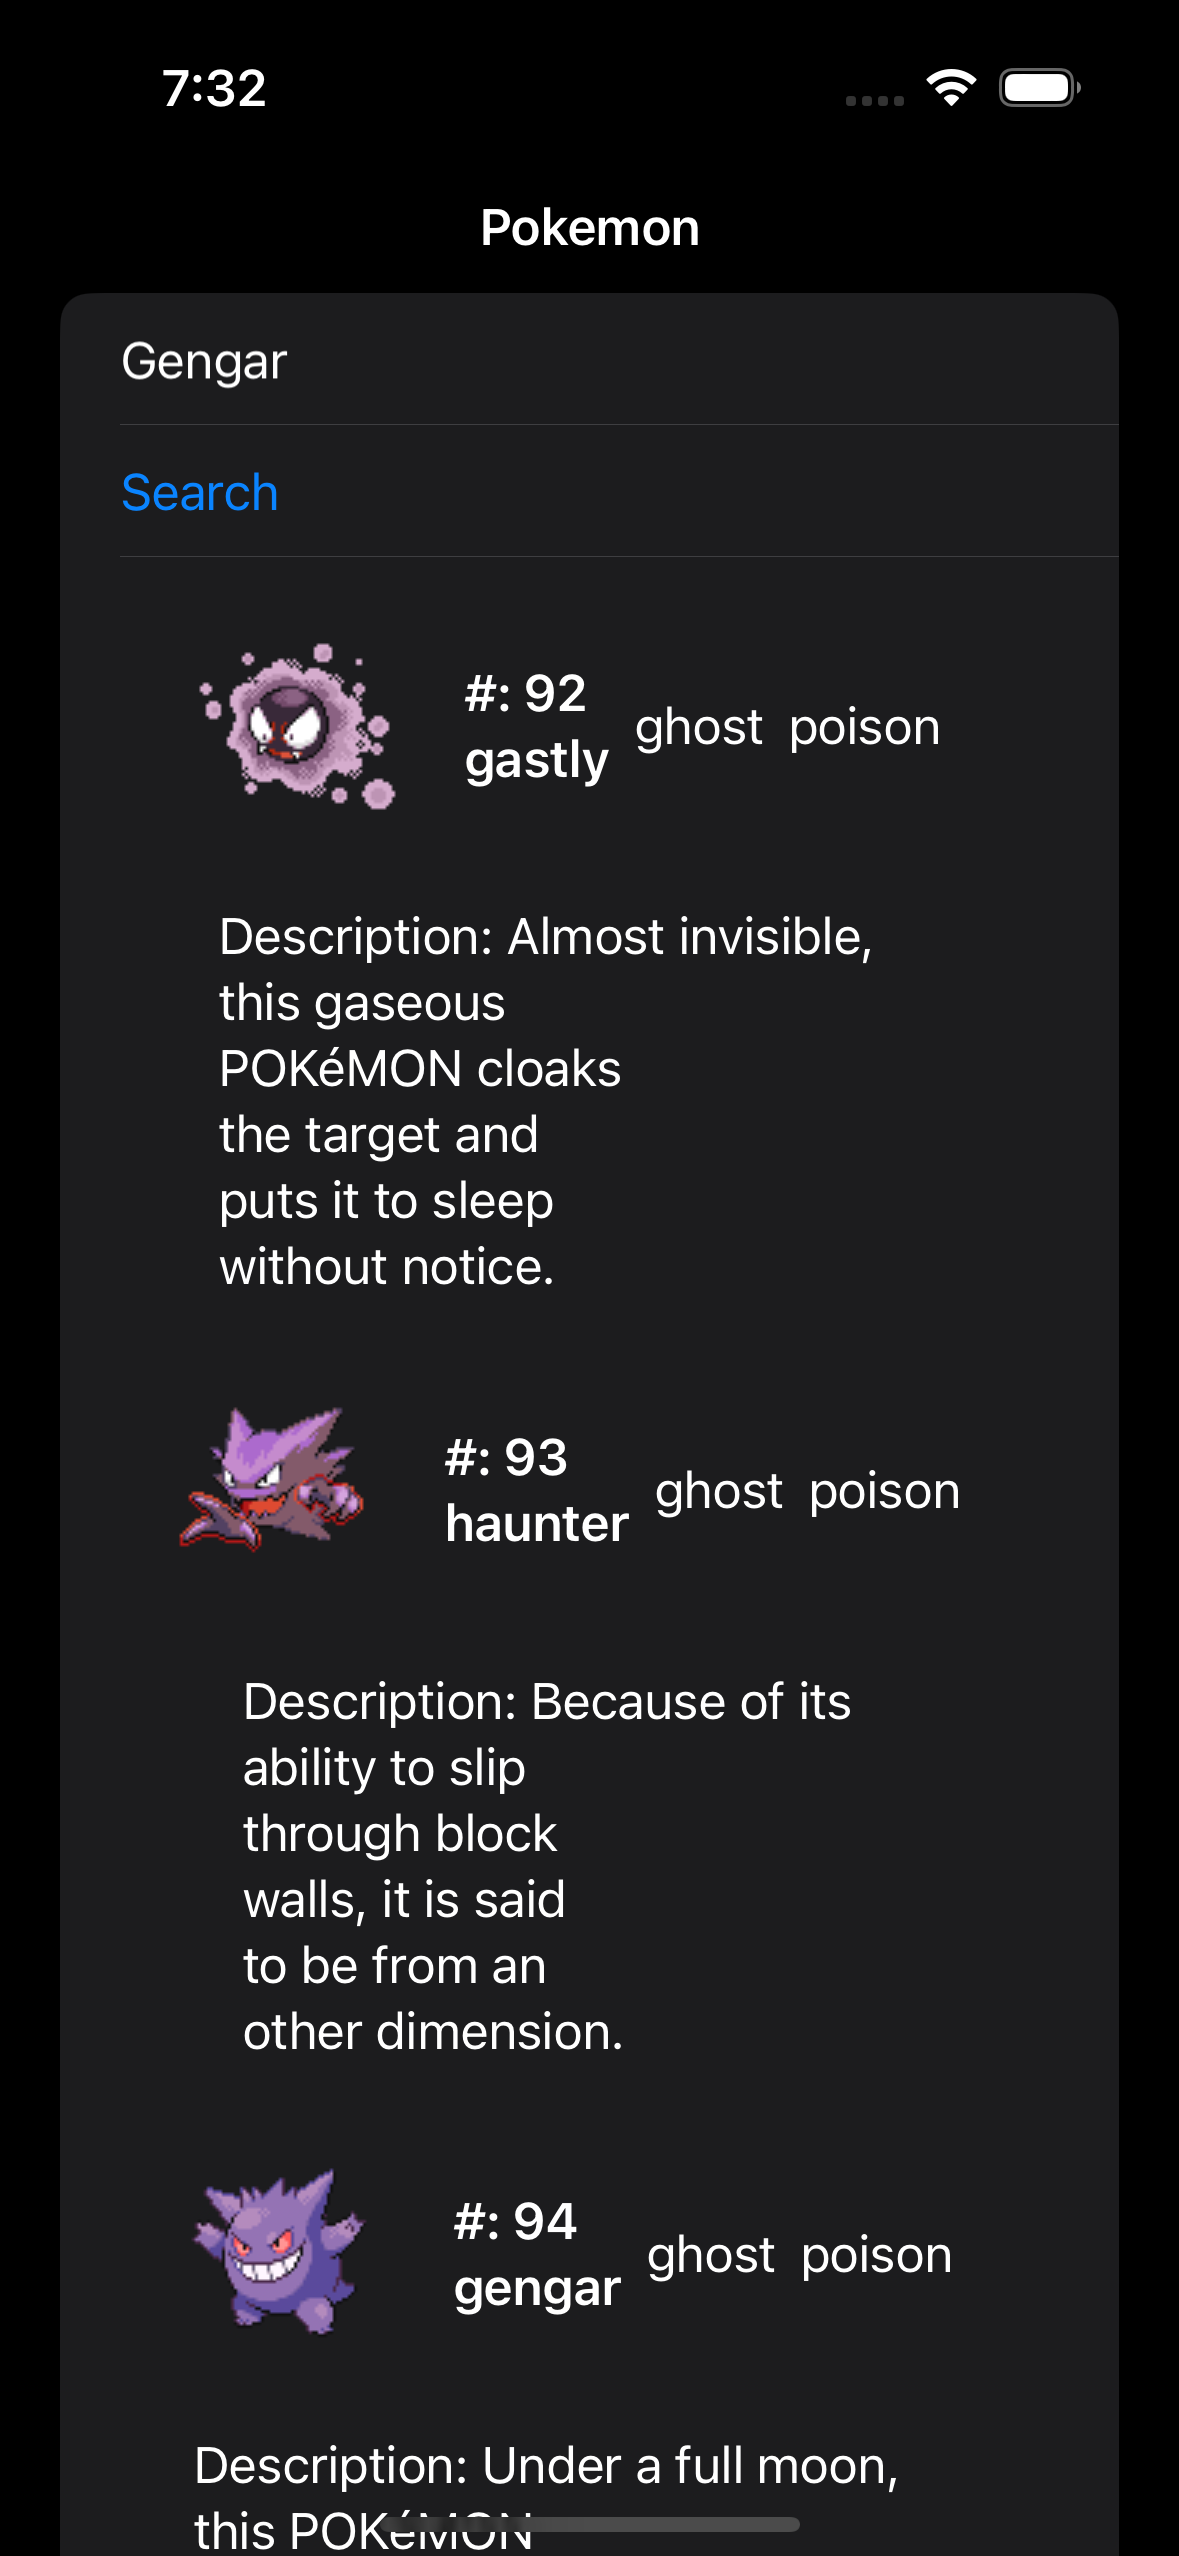 7:32
Pokemon
Gengar
Search
#: 92
gastly
ghost poison
Description: Almost invisible,
this gaseous
POKéMON cloaks
the target and
puts it to sleep
without notice.
#: 93
haunter
ghost poison
Description: Because of its
ability to slip
through block
walls, it is said
to be from an
other dimension.
#: 94
gengar
ghost poison
Description: Under a full moon,
this POKéMON